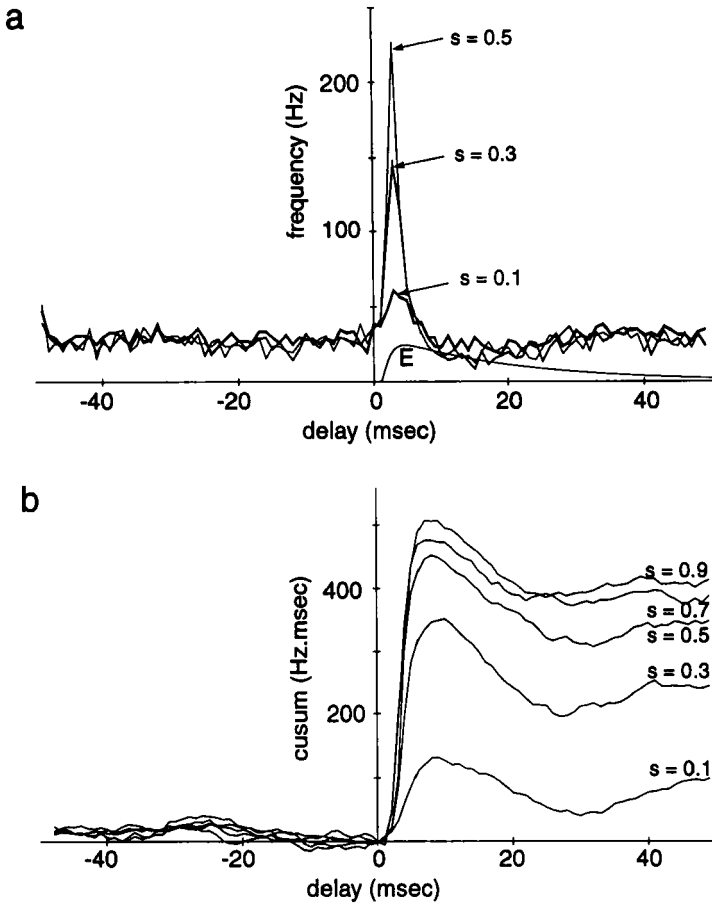 a
s = 0.5
200
frequency (Hz)
s = 0.3
100
s = 0.1
E
-40 -20 0 20 40
delay (msec)
b
s = 0.9
400
s = 0.7
s = 0.5
cusum (Hz.msec)
s = 0.3
200
s = 0.1
-40 -20 0 20 40
delay (msec)